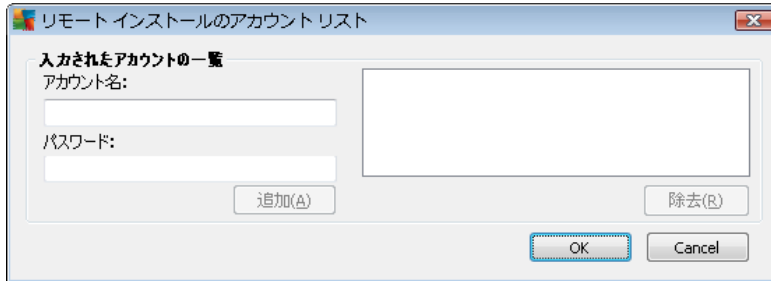 リモート インストールのアカウント リスト
入力されたアカウントの一覧
アカウント名:
パスワード:
追加(A)
除去(R)
OK
Cancel